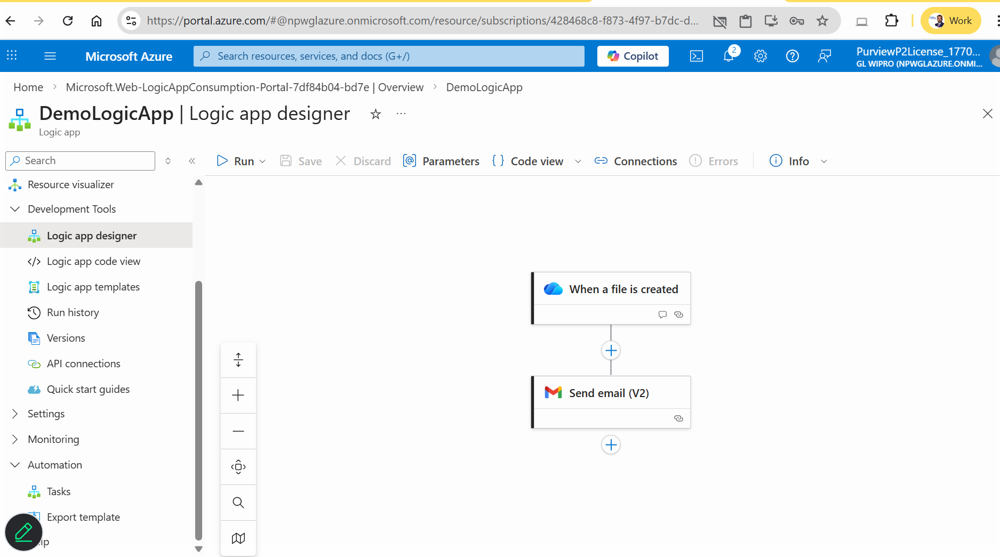 https://portal.azure.com/#@npwglazure.onmicrosoft.com/resource/subscriptions/428468c8-f873-4f97-b7dc-d...
Work
Microsoft Azure
Search resources, services, and docs (G+/)
Copilot
2
PurviewP2License_1770...
GL WIPRO (NPWGLAZURE.ONMI...
Home > Microsoft.Web-LogicAppConsumption-Portal-7df84b04-bd7e | Overview > DemoLogicApp
DemoLogicApp | Logic app designer
Logic app
Search
Run
Save
Discard
Parameters
Code view
Connections
Errors
Info
Resource visualizer
Development Tools
Logic app designer
Logic app code view
Logic app templates
Run history
Versions
API connections
Quick start guides
Settings
Monitoring
Automation
Tasks
Export template
When a file is created
Send email (V2)